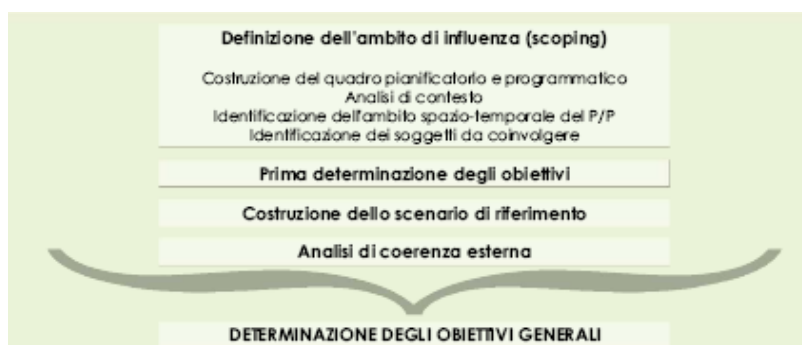 Definizione dell'ambito di influenza (scoping)
Costruzione del quadro pianificatorio e programmatico
Analisi di contesto
Identificazione dell'ambito spazio-temporale del P/P
Identificazione dei soggetti da coinvolgere
Prima determinazione degli obiettivi
Costruzione dello scenario di riferimento
Analisi di coerenza esterna
DETERMINAZIONE DEGLI OBIETTIVI GENERALI